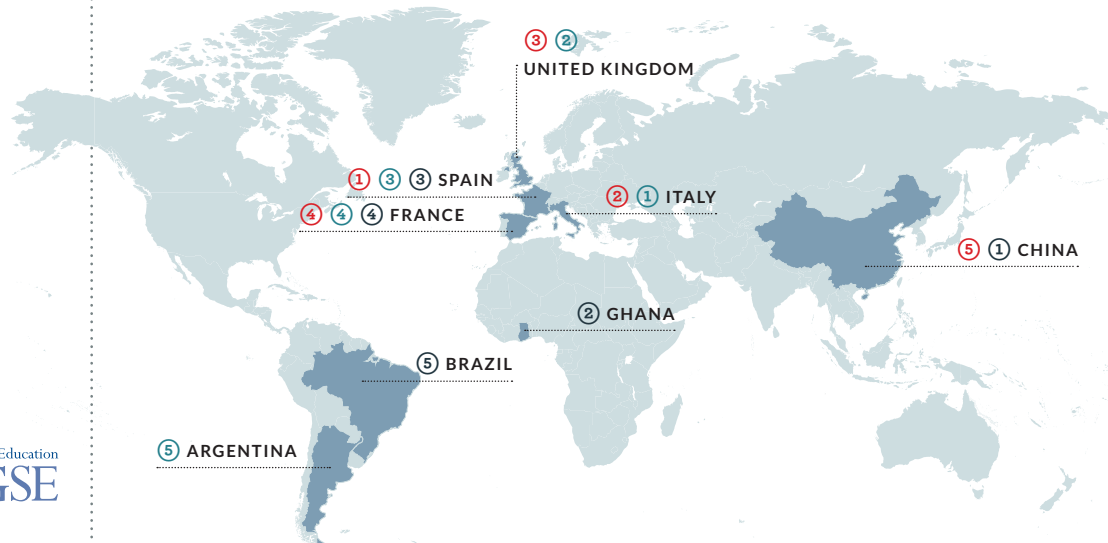 3 2
UNITED KINGDOM
1 3 3 SPAIN
2 1 ITALY
4 4 4 FRANCE
5 1 CHINA
2 GHANA
5 BRAZIL
5 ARGENTINA
Education
GSE